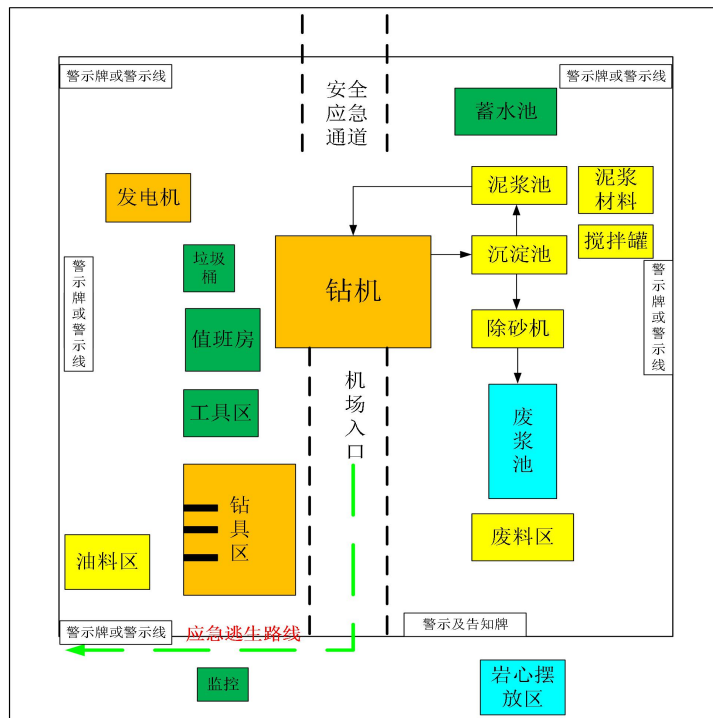 警示牌或警示线
安全
应急
通道
警示牌或警示线
蓄水池
发电机
泥浆池
泥浆
材料
垃圾
桶
钻机
沉淀池
搅拌罐
警示牌或警示线
警示牌或警示线
值班房
除砂机
机场入口
工具区
废浆池
钻具区
油料区
废料区
警示牌或警示线
应急逃生路线
警示及告知牌
监控
岩心摆
放区